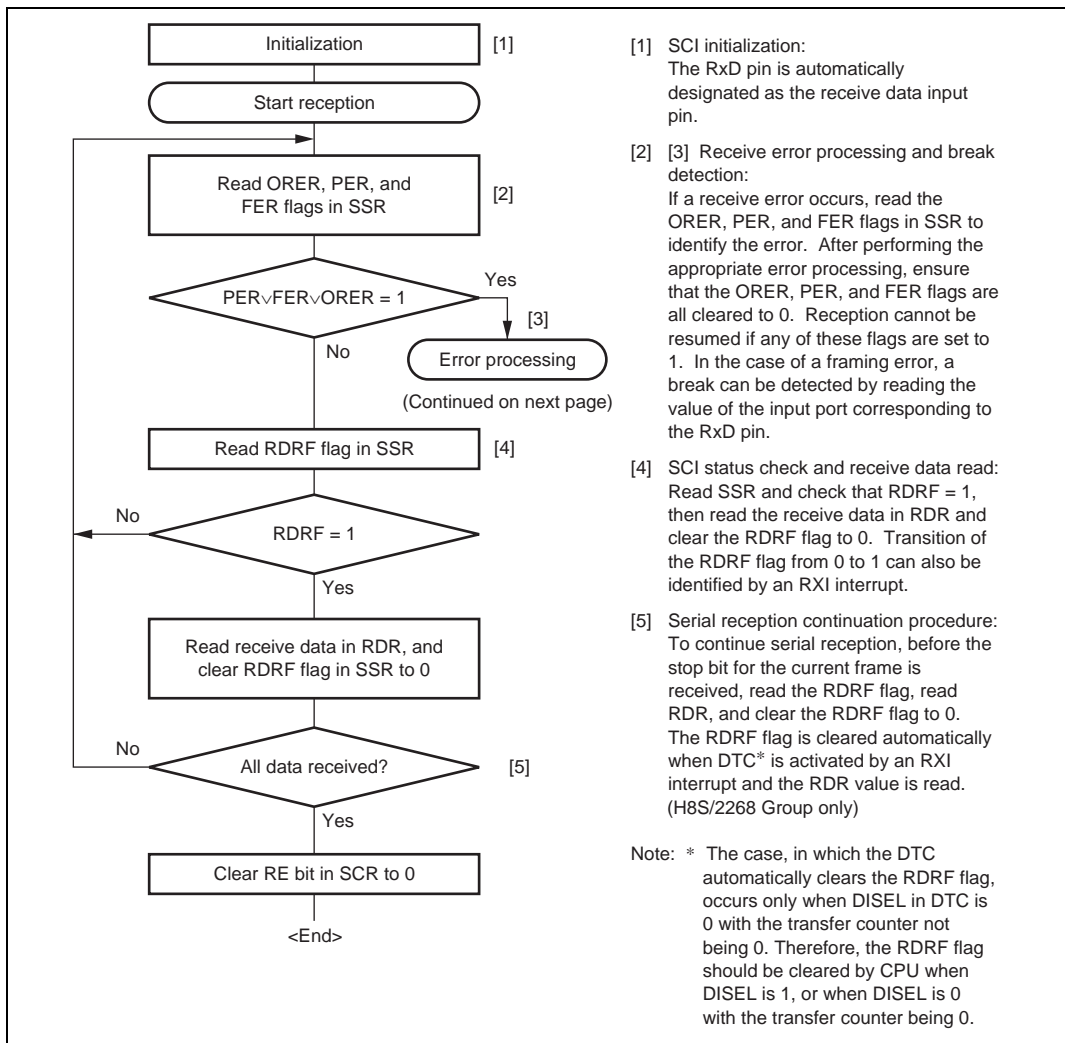 Initialization
[1]
Start reception
Read ORER, PER, and
FER flags in SSR
[2]
PER∨FER∨ORER = 1
Yes
[3]
No
Error processing
(Continued on next page)
Read RDRF flag in SSR
[4]
No
RDRF = 1
Yes
Read receive data in RDR, and
clear RDRF flag in SSR to 0
No
All data received?
[5]
Yes
Clear RE bit in SCR to 0
<End>
[1] SCI initialization:
The RxD pin is automatically
designated as the receive data input
pin.
[2] [3] Receive error processing and break
detection:
If a receive error occurs, read the
ORER, PER, and FER flags in SSR to
identify the error. After performing the
appropriate error processing, ensure
that the ORER, PER, and FER flags are
all cleared to 0. Reception cannot be
resumed if any of these flags are set to
1. In the case of a framing error, a
break can be detected by reading the
value of the input port corresponding to
the RxD pin.
[4] SCI status check and receive data read:
Read SSR and check that RDRF = 1,
then read the receive data in RDR and
clear the RDRF flag to 0. Transition of
the RDRF flag from 0 to 1 can also be
identified by an RXI interrupt.
[5] Serial reception continuation procedure:
To continue serial reception, before the
stop bit for the current frame is
received, read the RDRF flag, read
RDR, and clear the RDRF flag to 0.
The RDRF flag is cleared automatically
when DTC* is activated by an RXI
interrupt and the RDR value is read.
(H8S/2268 Group only)
Note: * The case, in which the DTC
automatically clears the RDRF flag,
occurs only when DISEL in DTC is
0 with the transfer counter not
being 0. Therefore, the RDRF flag
should be cleared by CPU when
DISEL is 1, or when DISEL is 0
with the transfer counter being 0.